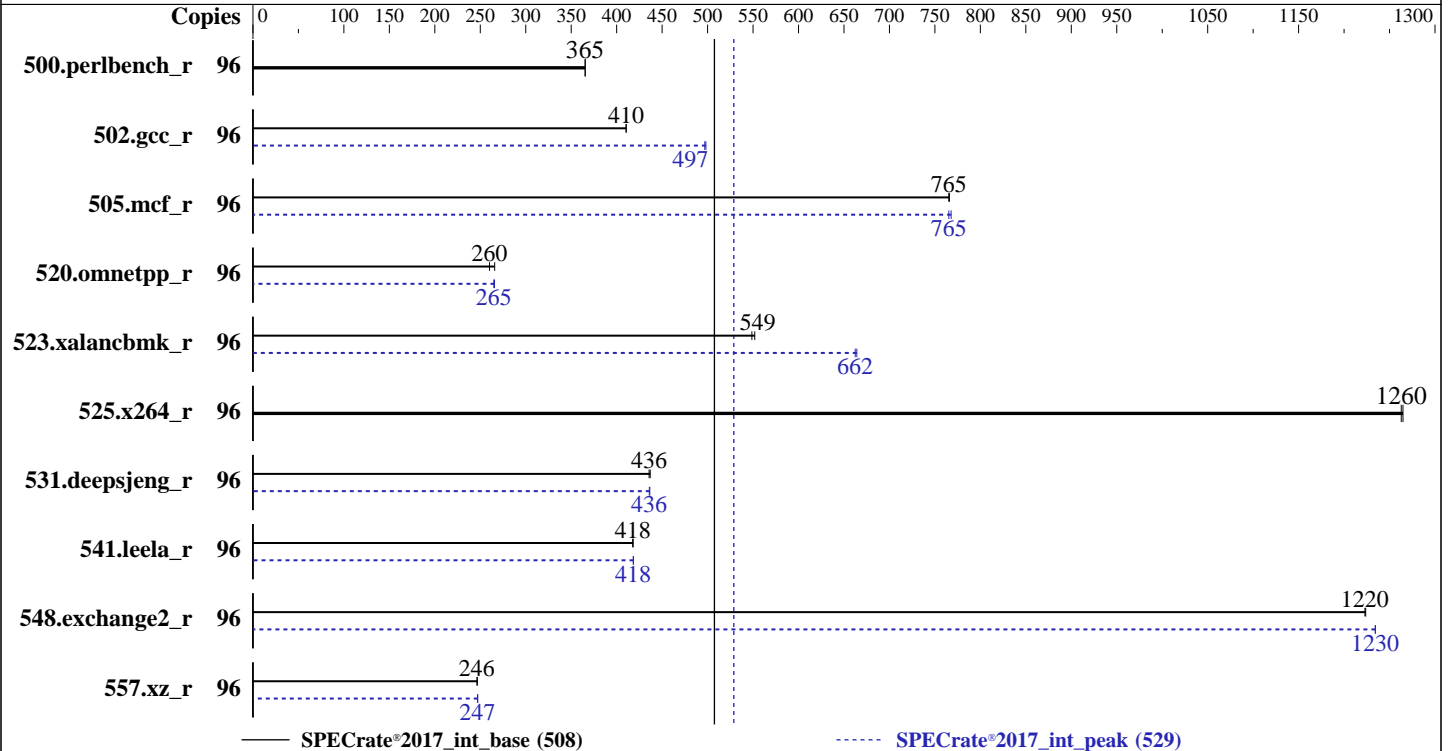 Copies 0 100 150 200 250 300 350 400 450 500 550 600 650 700 750 800 850 900 950 1050 1150 1300
365
500.perlbench_r 96
410
502.gcc_r 96
497
765
505.mcf_r 96
765
260
520.omnetpp_r 96
265
549
523.xalancbmk_r 96
662
1260
525.x264_r 96
436
531.deepsjeng_r 96
436
418
541.leela_r 96
418
1220
548.exchange2_r 96
1230
246
557.xz_r 96
247
SPECrate®2017_int_base (508) SPECrate®2017_int_peak (529)